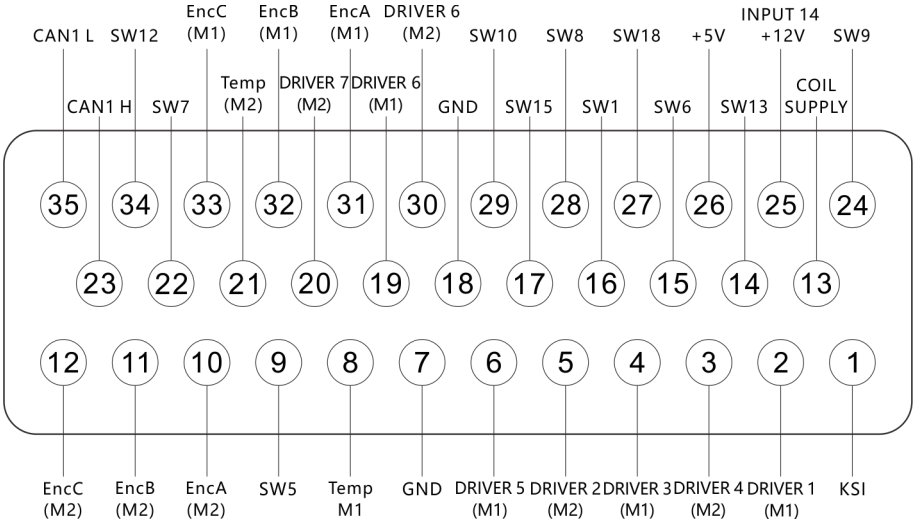 EncC EncB EncA DRIVER 6 INPUT 14
CAN1 L SW12 (M1) (M1) (M1) (M2) SW10 SW8 SW18 +5V +12V SW9
Temp DRIVER 7 DRIVER 6 COIL
CAN1 H SW7 (M2) (M2) (M1) GND SW15 SW1 SW6 SW13 SUPPLY
35 34 33 32 31 30 29 28 27 26 25 24
23 22 21 20 19 18 17 16 15 14 13
12 11 10 9 8 7 6 5 4 3 2 1
EncC EncB EncA SW5 Temp GND DRIVER 5 DRIVER 2 DRIVER 3 DRIVER 4 DRIVER 1 KSI
(M2) (M2) (M2) M1 (M1) (M2) (M1) (M2) (M1)